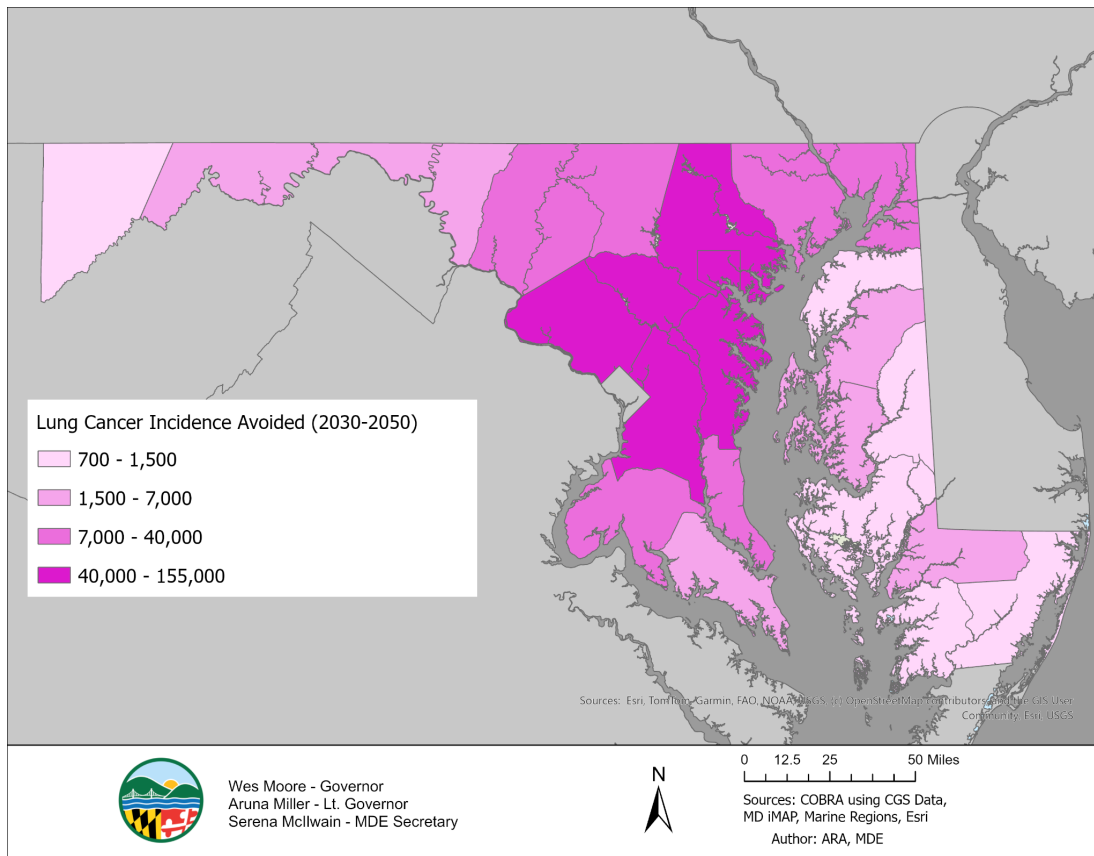 Lung Cancer Incidence Avoided (2030-2050)
700 - 1,500
1,500 - 7,000
7,000 - 40,000
40,000 - 155,000
Sources: Esri, TomTom, Garmin, FAO, NOAA, USGS, (c) OpenStreetMap contributors, and the GIS User
Community, Esri, USGS
Wes Moore - Governor
Aruna Miller - Lt. Governor
Serena McIlwain - MDE Secretary
N
0 12.5 25 50 Miles
Sources: COBRA using CGS Data,
MD iMAP, Marine Regions, Esri
Author: ARA, MDE